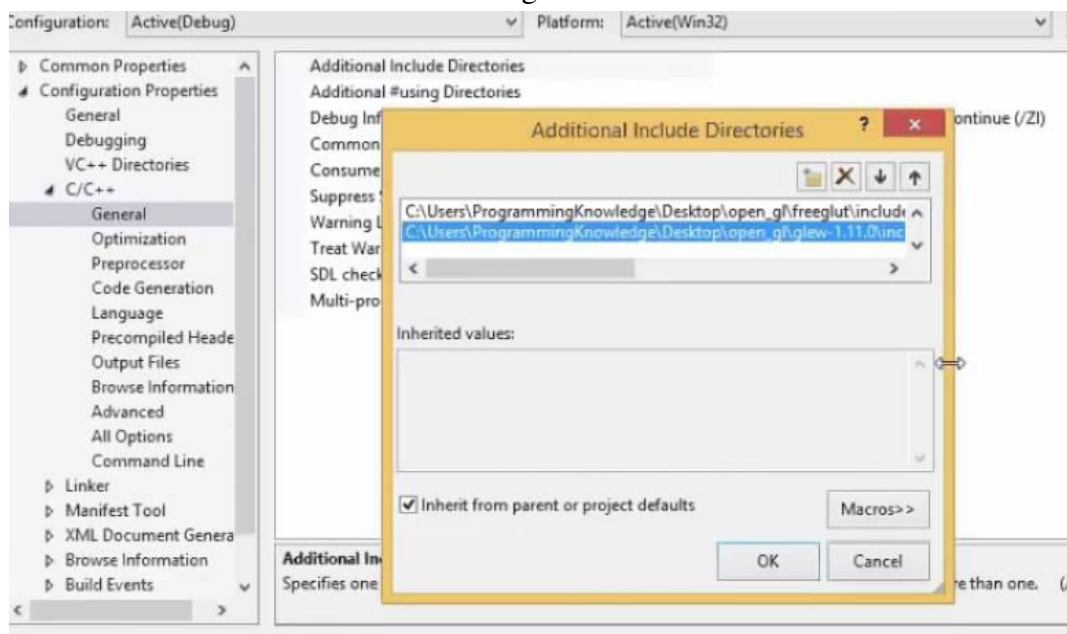 Configuration: Active(Debug) Platform: Active(Win32)
Common Properties
Configuration Properties
General
Debugging
VC++ Directories
C/C++
General
Optimization
Preprocessor
Code Generation
Language
Precompiled Heade
Output Files
Browse Information
Advanced
All Options
Command Line
Linker
Manifest Tool
XML Document Genera
Browse Information
Build Events
Additional Include Directories
Additional #using Directories
Debug Inf
ontinue (/ZI)
Common
Consume
Suppress
Warning L
Treat War
SDL check
Multi-pro
Additional Include Directories ?
C:\Users\ProgrammingKnowledge\Desktop\open_gl\freeglut\include
C:\Users\ProgrammingKnowledge\Desktop\open_gl\glew-1.11.0\inc
Inherited values:
Inherit from parent or project defaults
Macros>>
OK Cancel
Additional In
Specifies one
re than one.